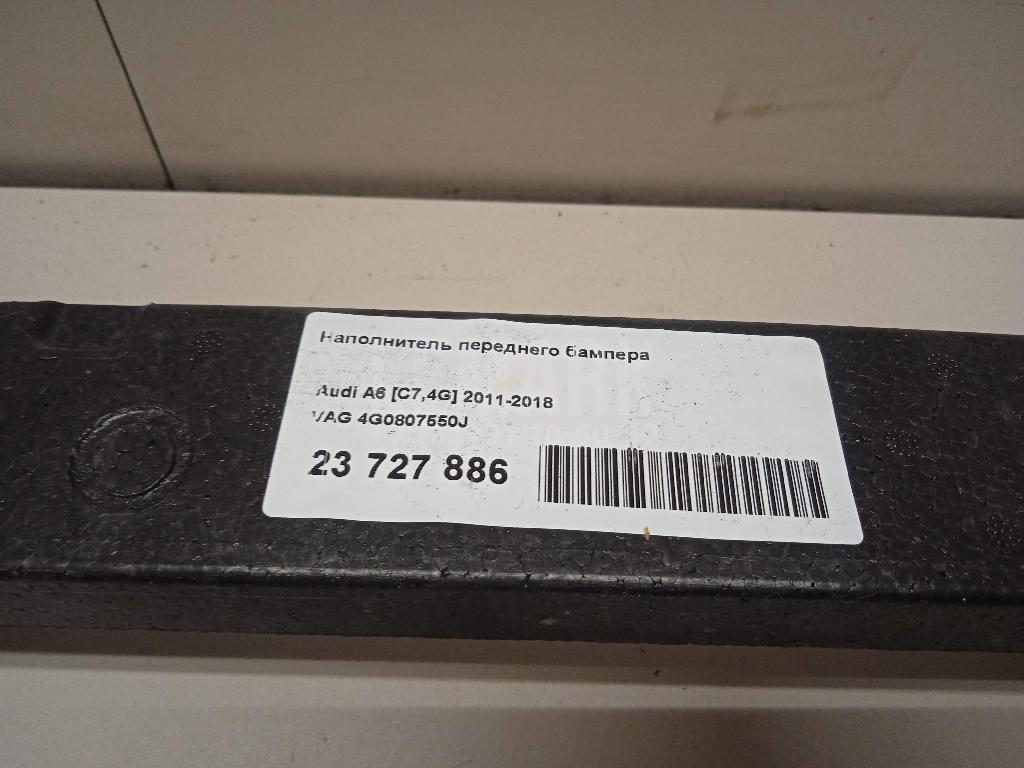 Наполнитель переднего бампера
Audi A6 [C7,4G] 2011-2018
VAG 4G0807550J
23 727 886